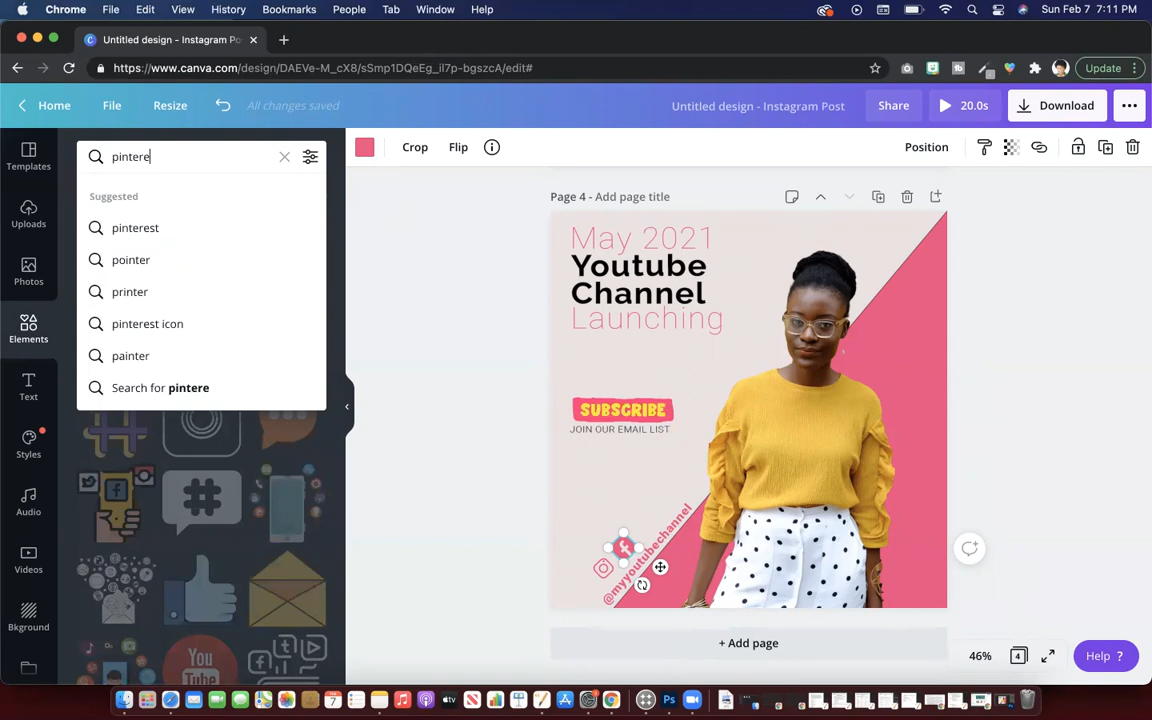 Chrome File Edit View History Bookmarks People Tab Window Help Sun Feb 7 7:11 PM
Untitled design - Instagram Po
https://www.canva.com/design/DAEVe-M_cX8/sSmp1DQeEg_il7p-bgszcA/edit# Update
Home File Resize All changes saved Untitled design - Instagram Post Share 20.0s Download
pintere
Crop Flip Position
Templates
Uploads
Photos
Elements
Text
Styles
Audio
Videos
Bkground
Suggested
pinterest
pointer
printer
pinterest icon
painter
Search for pintere
You
Tube
Page 4 - Add page title
May 2021
Youtube
Channel
Launching
SUBSCRIBE
JOIN OUR EMAIL LIST
@myyoutubechannel
+ Add page
46% 4 Help ?